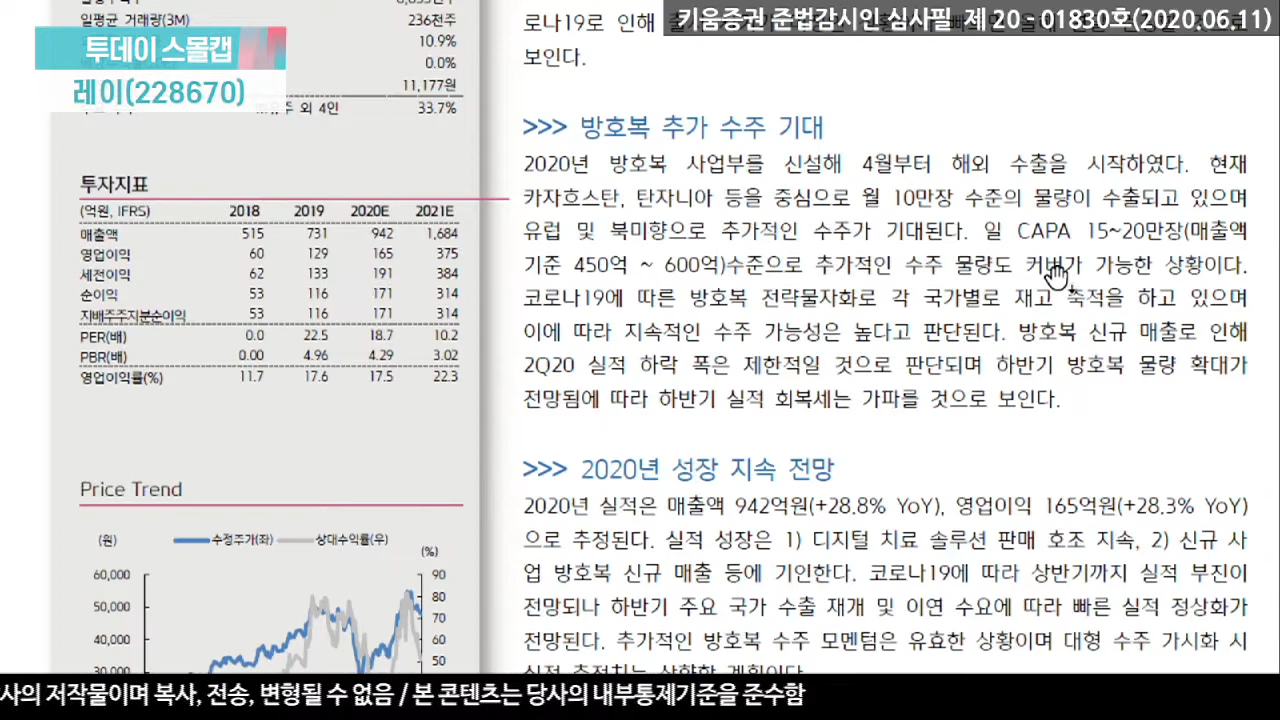 키움증권 준법감시인 심사필 제 20 - 01830호(2020.06.11)
투데이 스몰캡
레이(228670)
일평균 거래량(3M) 236천주
10.9%
0.0%
11,177원
외 4인 33.7%
투자지표
(억원, IFRS) 2018 2019 2020E 2021E
매출액 515 731 942 1,684
영업이익 60 129 165 375
세전이익 62 133 191 384
순이익 53 116 171 314
지배주주지분순이익 53 116 171 314
PER(배) 0.0 22.5 18.7 10.2
PBR(배) 0.00 4.96 4.29 3.02
영업이익률(%) 11.7 17.6 17.5 22.3
Price Trend
(원) 수정주가(좌) 상대수익률(우) (%)
60,000 90
50,000 80
70
40,000 60
30,000 50
로나19로 인해
보인다.
>>> 방호복 추가 수주 기대
2020년 방호복 사업부를 신설해 4월부터 해외 수출을 시작하였다. 현재
카자흐스탄, 탄자니아 등을 중심으로 월 10만장 수준의 물량이 수출되고 있으며
유럽 및 북미향으로 추가적인 수주가 기대된다. 일 CAPA 15~20만장(매출액
기준 450억 ~ 600억)수준으로 추가적인 수주 물량도 커버가 가능한 상황이다.
코로나19에 따른 방호복 전략물자화로 각 국가별로 재고 축적을 하고 있으며
이에 따라 지속적인 수주 가능성은 높다고 판단된다. 방호복 신규 매출로 인해
2Q20 실적 하락 폭은 제한적일 것으로 판단되며 하반기 방호복 물량 확대가
전망됨에 따라 하반기 실적 회복세는 가파를 것으로 보인다.
>>> 2020년 성장 지속 전망
2020년 실적은 매출액 942억원(+28.8% YoY), 영업이익 165억원(+28.3% YoY)
으로 추정된다. 실적 성장은 1) 디지털 치료 솔루션 판매 호조 지속, 2) 신규 사
업 방호복 신규 매출 등에 기인한다. 코로나19에 따라 상반기까지 실적 부진이
전망되나 하반기 주요 국가 수출 재개 및 이연 수요에 따라 빠른 실적 정상화가
전망된다. 추가적인 방호복 수주 모멘텀은 유효한 상황이며 대형 수주 가시화 시
실적 추정치는 상향할 계획이다
사의 저작물이며 복사, 전송, 변형될 수 없음 / 본 콘텐츠는 당사의 내부통제기준을 준수함